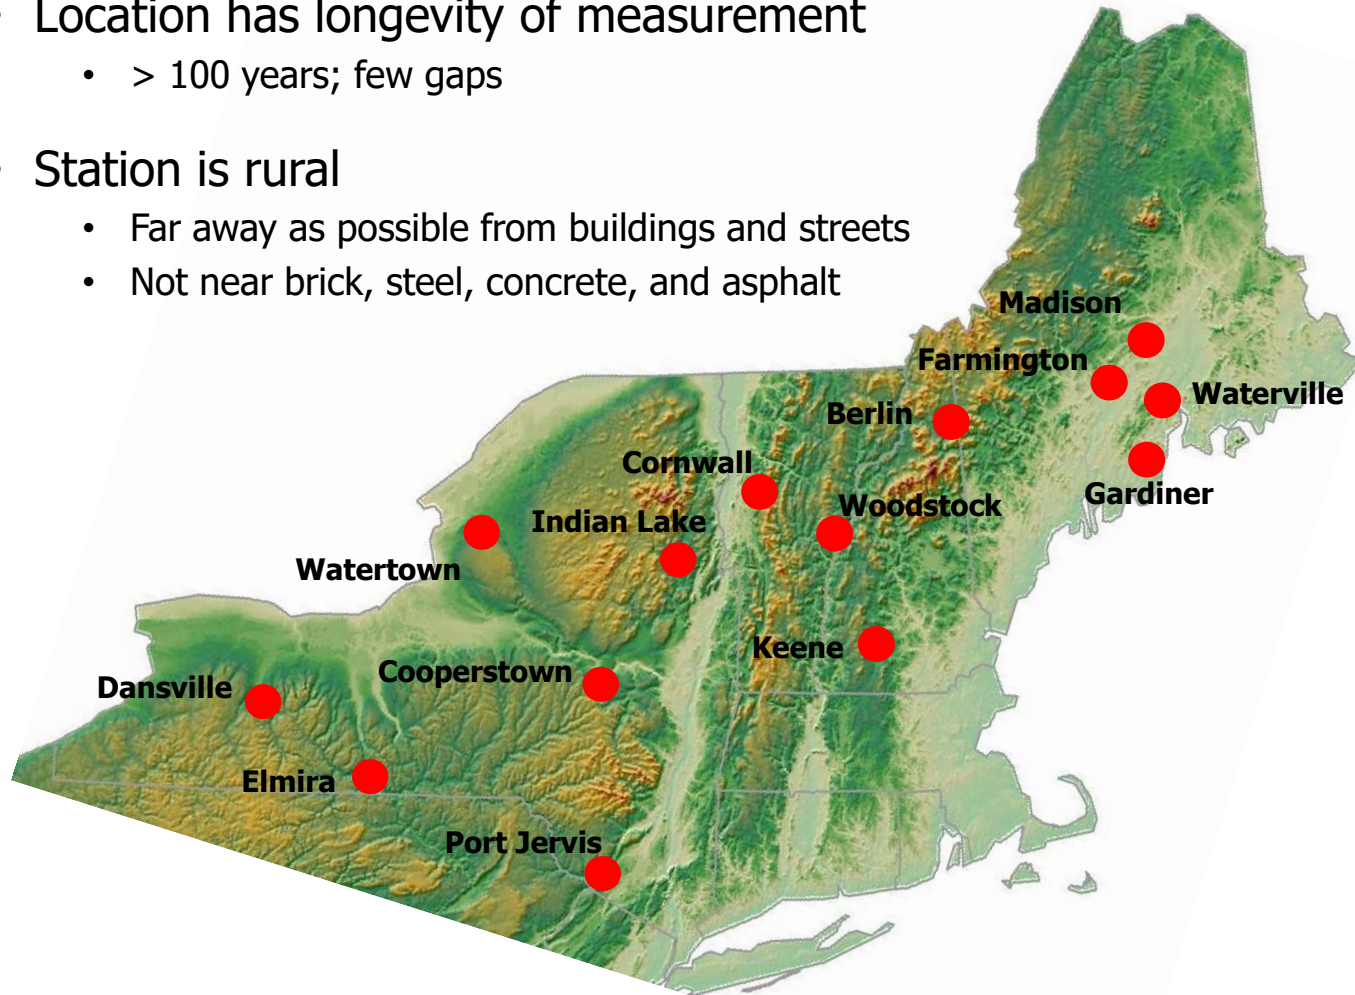 • Location has longevity of measurement
• > 100 years; few gaps
• Station is rural
• Far away as possible from buildings and streets
• Not near brick, steel, concrete, and asphalt
Madison
Farmington
Waterville
Berlin
Cornwall
Gardiner
Woodstock
Indian Lake
Watertown
Keene
Cooperstown
Dansville
Elmira
Port Jervis